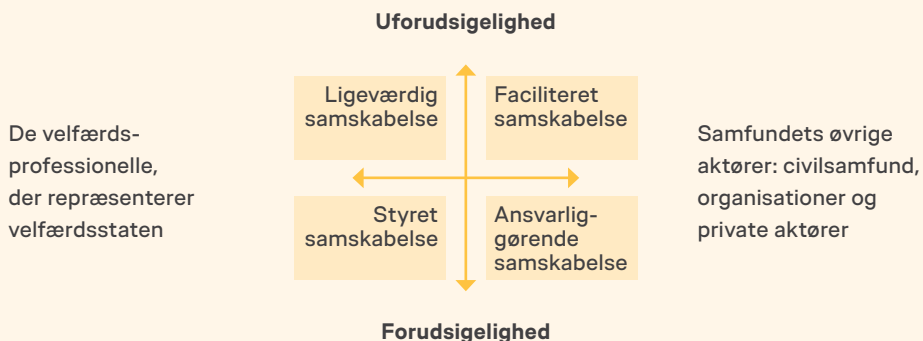 Uforudsigelighed
De velfærds-
professionelle,
der repræsenterer
velfærdsstaten
Ligeværdig
samskabelse
Faciliteret
samskabelse
Styret
samskabelse
Ansvarlig-
gørende
samskabelse
Samfundets øvrige
aktører: civilsamfund,
organisationer og
private aktører
Forudsigelighed